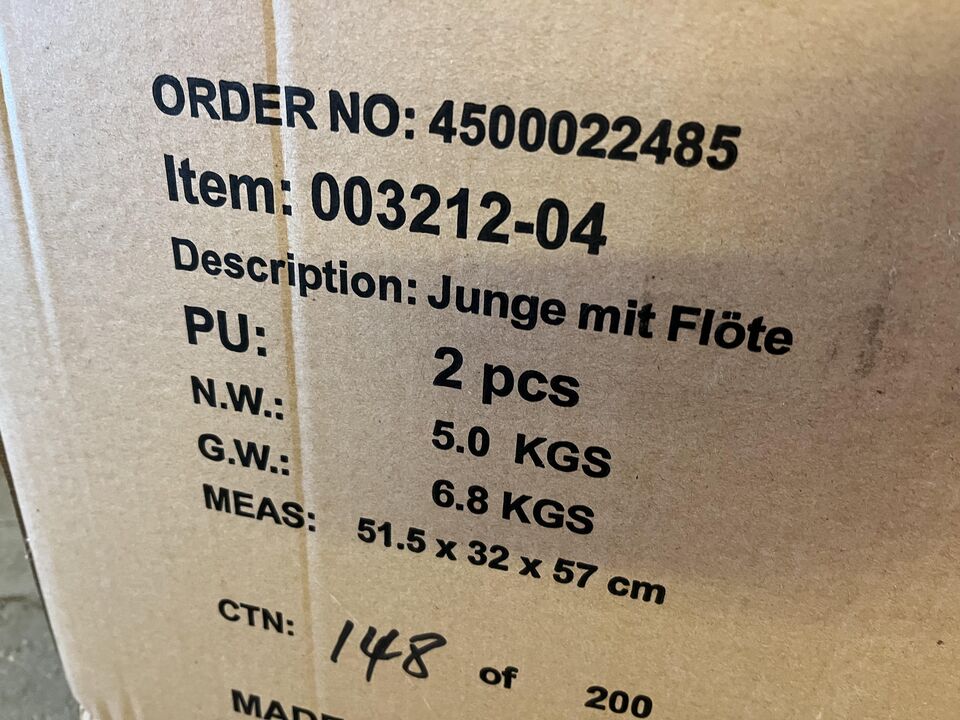 ORDER NO: 4500022485
Item: 003212-04
Description: Junge mit Flöte
PU: 2 pcs
N.W.: 5.0 KGS
G.W.: 6.8 KGS
MEAS: 51.5 x 32 x 57 cm
CTN: 148 of 200
MADE